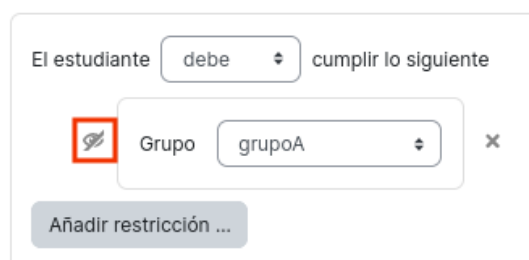 El estudiante debe cumplir lo siguiente
Grupo grupoA
Añadir restricción ...